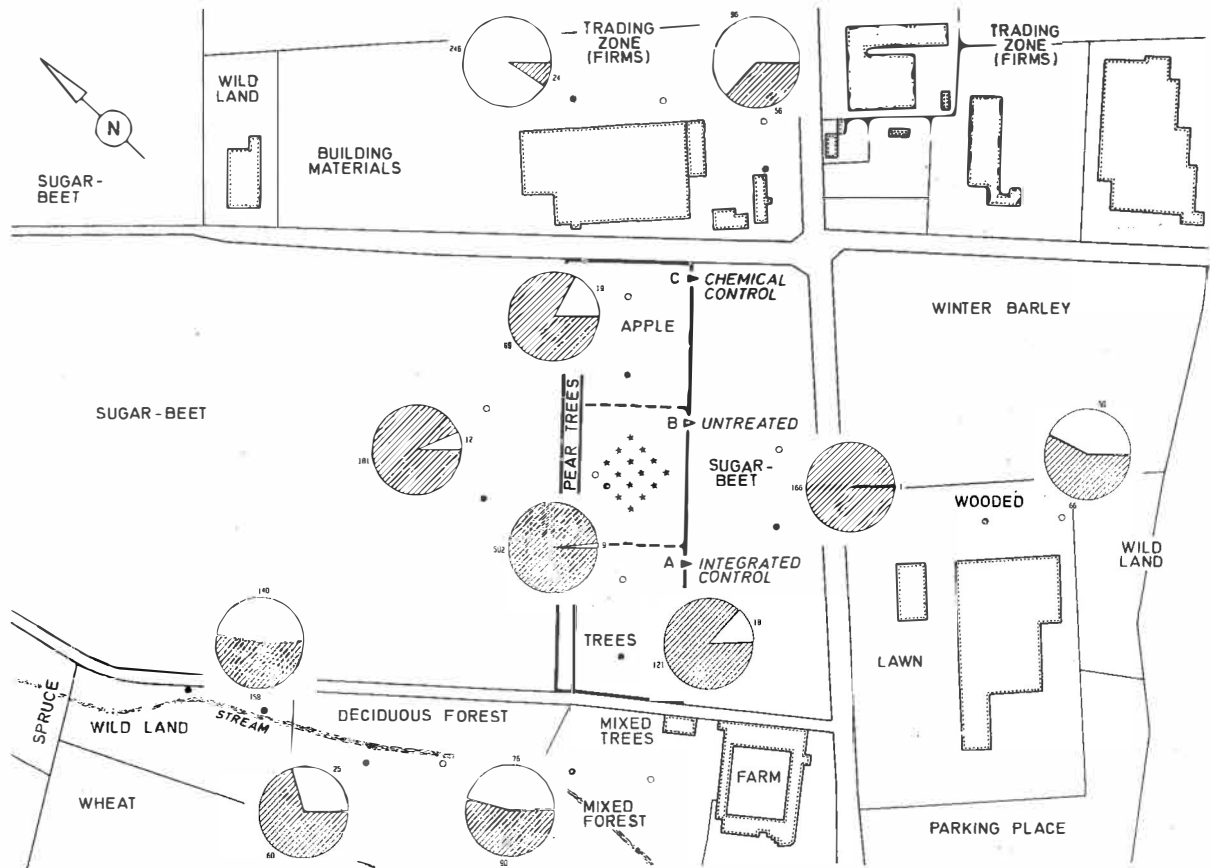 246
24
TRADING
ZONE
(FIRMS)
96
56
TRADING
ZONE
(FIRMS)
WILD
LAND
N
BUILDING
MATERIALS
SUGAR-
BEET
C
CHEMICAL
CONTROL
19
APPLE
WINTER BARLEY
PEAR TREES
SUGAR-BEET
B
UNTREATED
12
181
SUGAR-
BEET
166
1
66
WOODED
502
9
A
INTEGRATED
CONTROL
WILD
LAND
140
158
TREES
18
121
LAWN
SPRUCE
WILD LAND
STREAM
DECIDUOUS FOREST
MIXED
TREES
FARM
25
60
76
90
WHEAT
MIXED
FOREST
PARKING PLACE